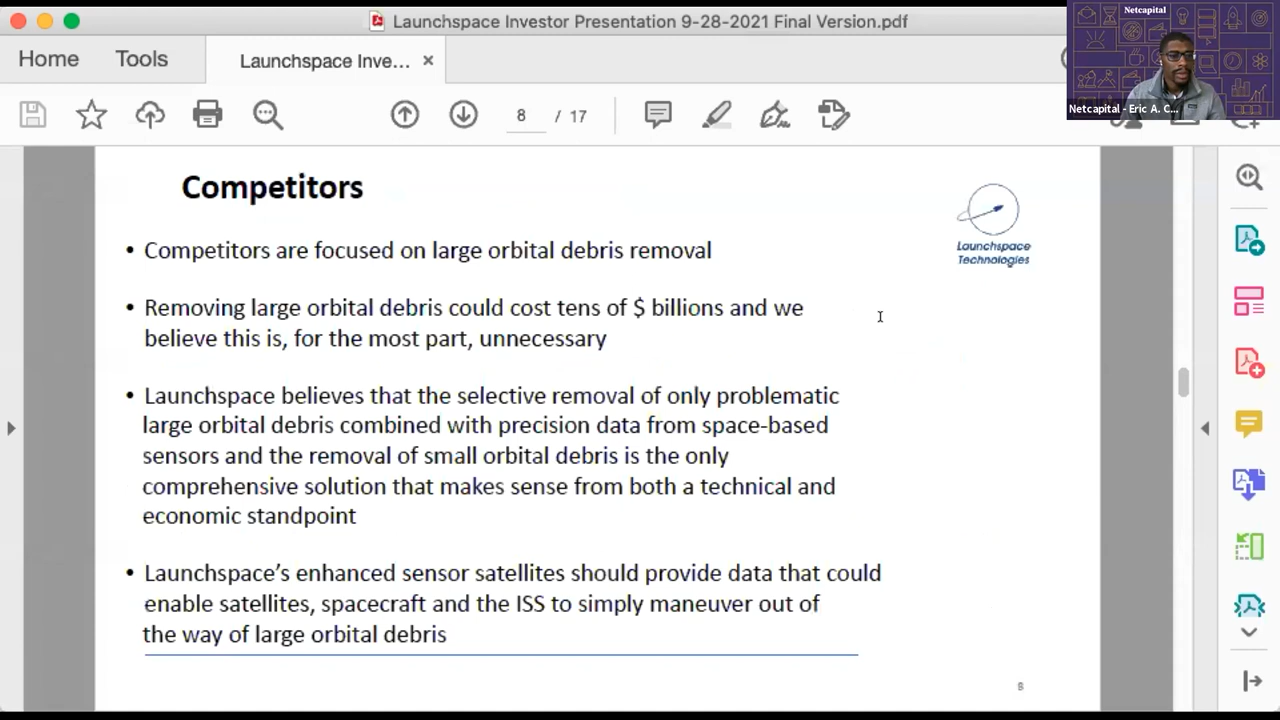 Launchspace Investor Presentation 9-28-2021 Final Version.pdf
Netcapital
Home
Tools
Launchspace Inve...
×
8 / 17
Netcapital - Eric A. C...
Competitors
Launchspace
Technologies
• Competitors are focused on large orbital debris removal
• Removing large orbital debris could cost tens of $ billions and we
believe this is, for the most part, unnecessary
• Launchspace believes that the selective removal of only problematic
large orbital debris combined with precision data from space-based
sensors and the removal of small orbital debris is the only
comprehensive solution that makes sense from both a technical and
economic standpoint
• Launchspace's enhanced sensor satellites should provide data that could
enable satellites, spacecraft and the ISS to simply maneuver out of
the way of large orbital debris
8